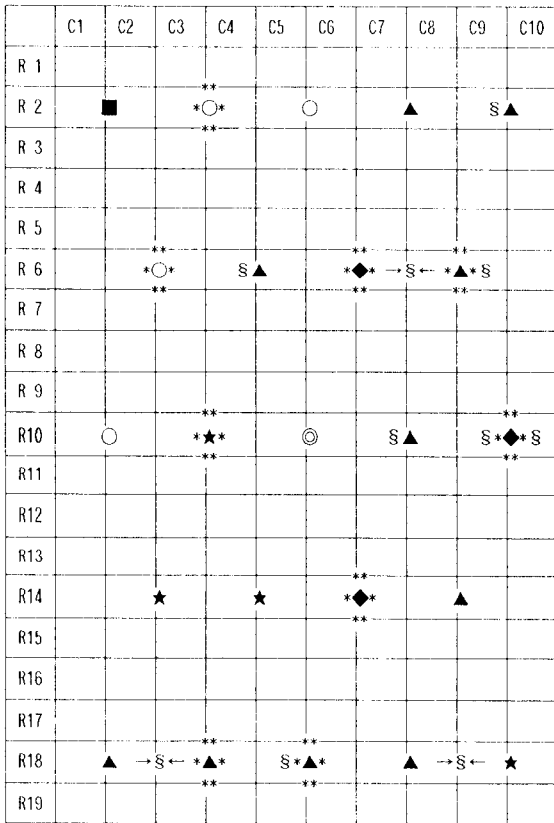 C1 C2 C3 C4 C5 C6 C7 C8 C9 C10
R 1
R 2 ■ ** *○* ** ○ ▲ § ▲
R 3
R 4
R 5
R 6 ** *○* ** § ▲ ** *◆* ** →§← ** *▲* ** §
R 7
R 8
R 9
R10 ○ ** *★* ** ◎ § ▲ § ** *◆* ** §
R11
R12
R13
R14 ★ ★ ** *◆* ** ▲
R15
R16
R17
R18 ▲ →§← ** *▲* ** § ** *▲* ** ▲ →§← ★
R19